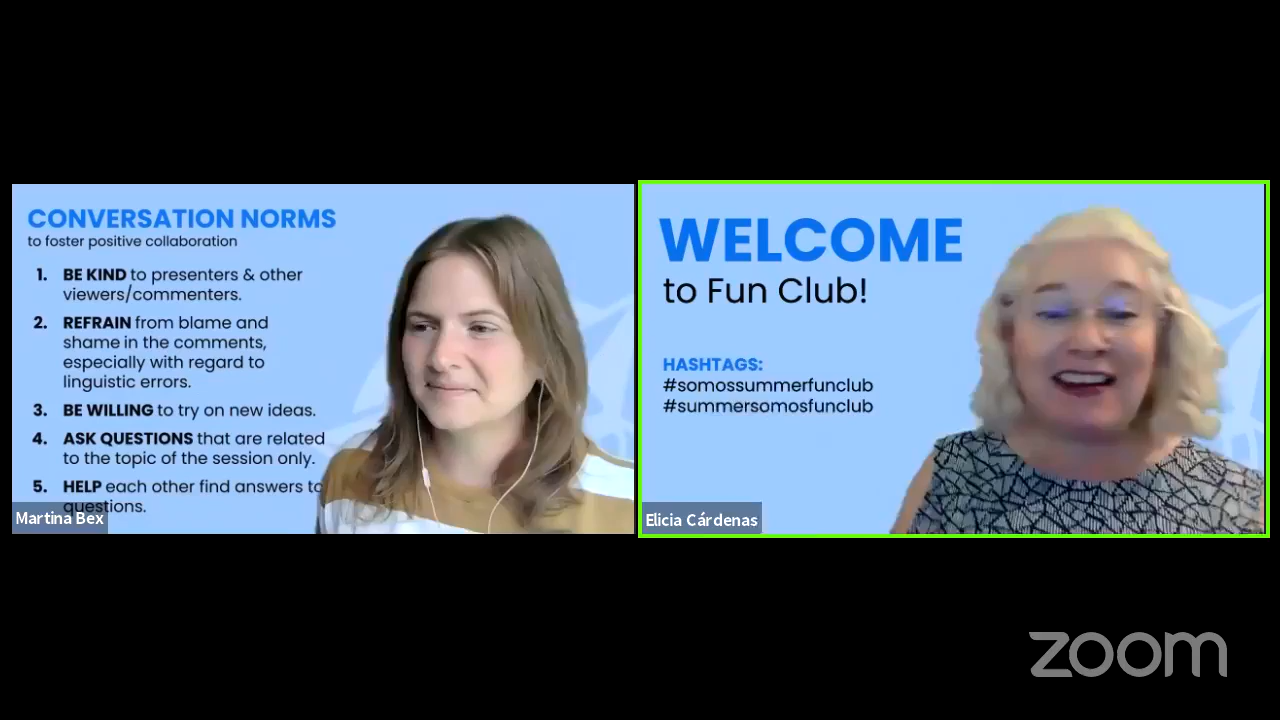 CONVERSATION NORMS
to foster positive collaboration
1. BE KIND to presenters & other
viewers/commenters.
2. REFRAIN from blame and
shame in the comments,
especially with regard to
linguistic errors.
3. BE WILLING to try on new ideas.
4. ASK QUESTIONS that are related
to the topic of the session only.
5. HELP each other find answers to
questions.
Martina Bex
WELCOME
to Fun Club!
HASHTAGS:
#somossummerfunclub
#summersomosfunclub
Elicia Cárdenas
zoom